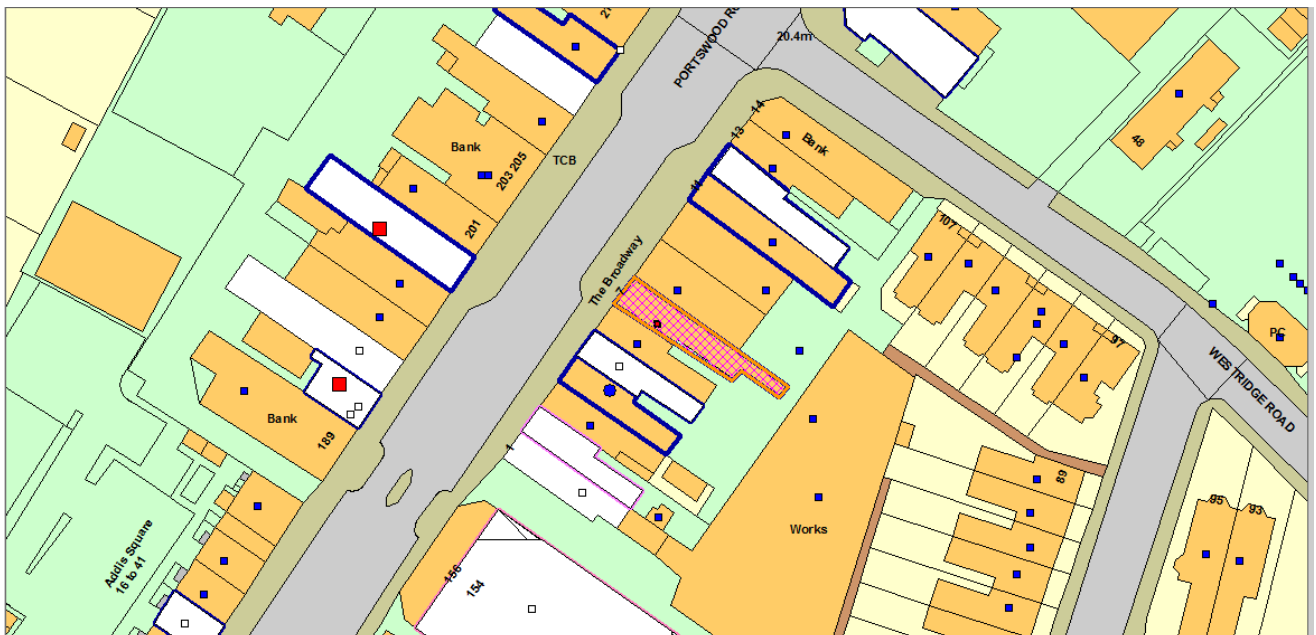 PORTSWOOD RO
20.4m
14
13
11
Bank
48
Bank
TCB
203 205
201
107
The Broadway
7
97
PC
WESTRIDGE ROAD
Bank
189
1
89
Works
95
93
Addis Square
16 to 41
156
154